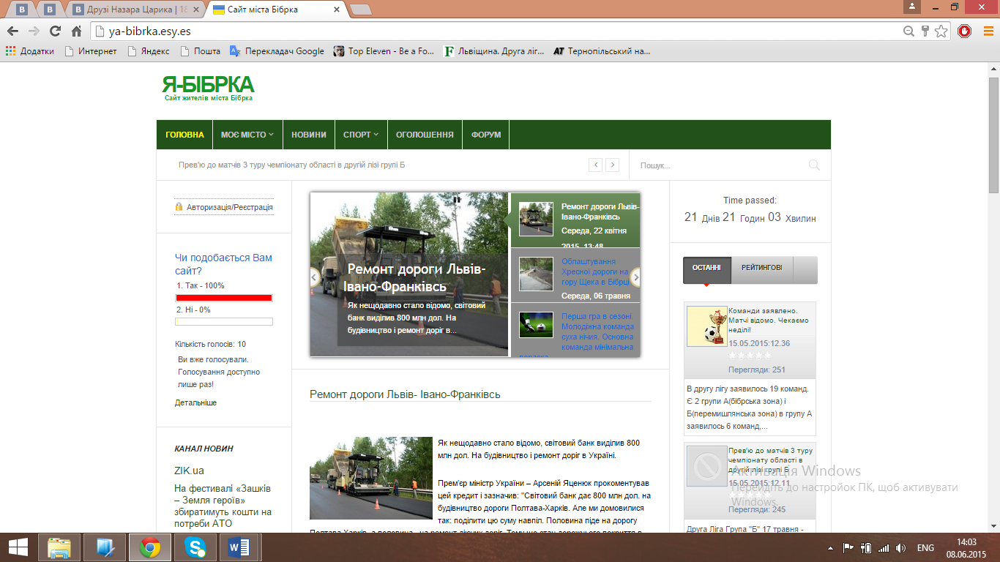 Друзі Назара Царика | 18
Сайт міста Бібрка
ya-bibrka.esy.es
Додатки
Интернет
Яндекс
Пошта
Перекладач Google
Top Eleven - Be a Fo...
Львіщина. Друга ліг...
Тернопільський на...
Я-БІБРКА
Сайт жителів міста Бібрка
ГОЛОВНА
МОЄ МІСТО
НОВИНИ
СПОРТ
ОГОЛОШЕННЯ
ФОРУМ
Прев'ю до матчів 3 туру чемпіонату області в другій лізі групі Б
Пошук...
Авторизація/Реєстрація
Чи подобається Вам
сайт?
1. Так - 100%
2. Ні - 0%
Кількість голосів: 10
Ви вже голосували.
Голосування доступно
лише раз!
Детальніше
КАНАЛ НОВИН
ZIK.ua
На фестивалі «Зашків
– Земля героїв»
збиратимуть кошти на
потреби АТО
Ремонт дороги Львів-
Івано-Франківсь
Як нещодавно стало відомо, світовий
банк виділив 800 млн дол. На
будівництво і ремонт доріг в...
Ремонт дороги Львів-
Івано-Франківсь
Середа, 22 квітня
2015, 13:48
Облаштування
Хресної дороги на
гору Щека в Бібрці
Середа, 06 травня
Перша гра в сезоні.
Молодіжна команда
суха нічия. Основна
команда мінімальна
поразка
Ремонт дороги Львів- Івано-Франківсь
Як нещодавно стало відомо, світовий банк виділив 800
млн дол. На будівництво і ремонт доріг в Україні.
Прем'єр міністр України – Арсеній Яценюк прокоментував
цей кредит і зазначив: "Світовий банк дає 800 млн дол. на
будівництво дороги Полтава-Харків. Але ми домовилися
так: поділити цю суму навпіл. Половина піде на дорогу
Полтава-Харків, а половина - на ремонт діючих доріг. Тому що стан дорожнього покриття в
Time passed:
21 Днів 21 Годин 03 Хвилин
ОСТАННІ
РЕЙТИНГОВІ
Команди заявлено.
Матчі відомо. Чекаємо
неділі!
15.05.2015:12.36
Перегляди: 251
В другу лігу заявилось 19 команд.
Є 2 групи А(бібрська зона) і
Б(перемишлянська зона) в групу А
заявилось 6 команд,...
Прев'ю до матчів 3 туру
чемпіонату області в
другій лізі групі Б
15.05.2015:12.11
Перегляди: 245
Друга Ліга Група "Б" 17 травня -
Активація Windows
Перейдіть до настройок ПК, щоб активувати
Windows.
ENG
14:03
08.06.2015